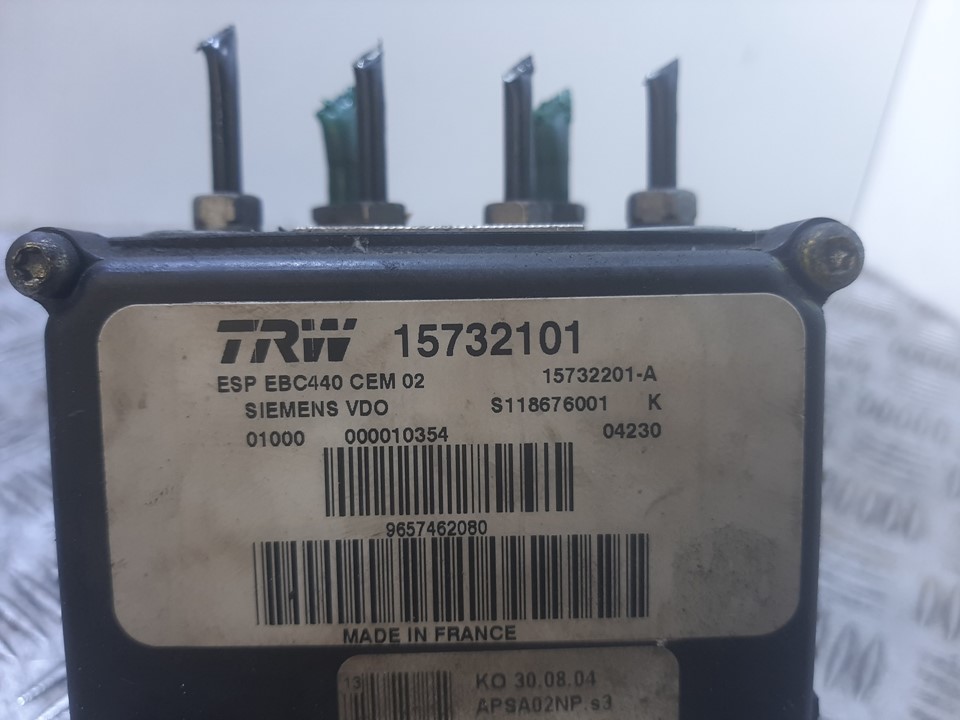 TRW 15732101
ESP EBC440 CEM 02 15732201-A
SIEMENS VDO S118676001 K
01000 000010354 04230
9657462080
MADE IN FRANCE
13 KO 30.08.04
APSA02NP.s3